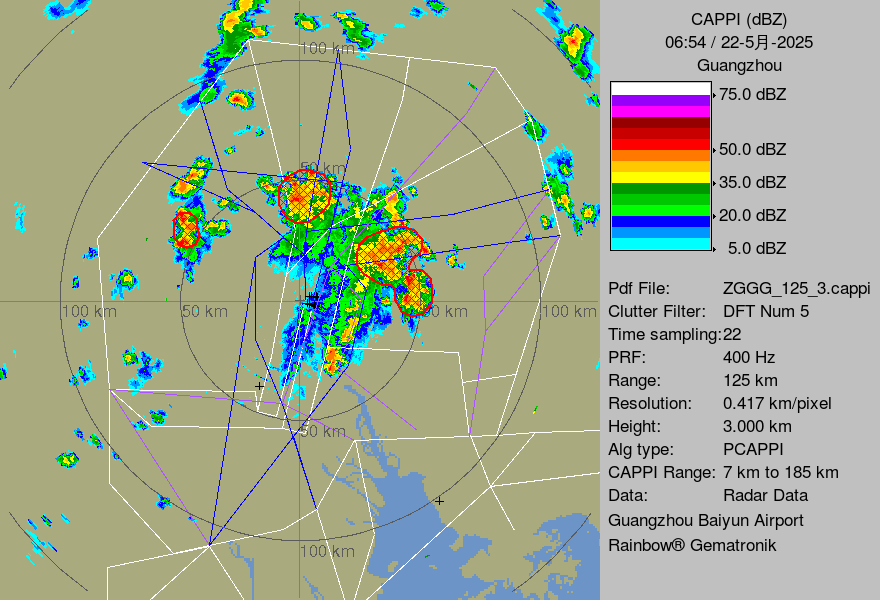 CAPPI (dBZ)
06:54 / 22-5月-2025
Guangzhou
75.0 dBZ
50.0 dBZ
35.0 dBZ
20.0 dBZ
5.0 dBZ
Pdf File: ZGGG_125_3.cappi
Clutter Filter: DFT Num 5
Time sampling:22
PRF: 400 Hz
Range: 125 km
Resolution: 0.417 km/pixel
Height: 3.000 km
Alg type: PCAPPI
CAPPI Range: 7 km to 185 km
Data: Radar Data
Guangzhou Baiyun Airport
Rainbow® Gematronik
100 km
50 km
100 km
50 km
50 km
100 km
50 km
100 km